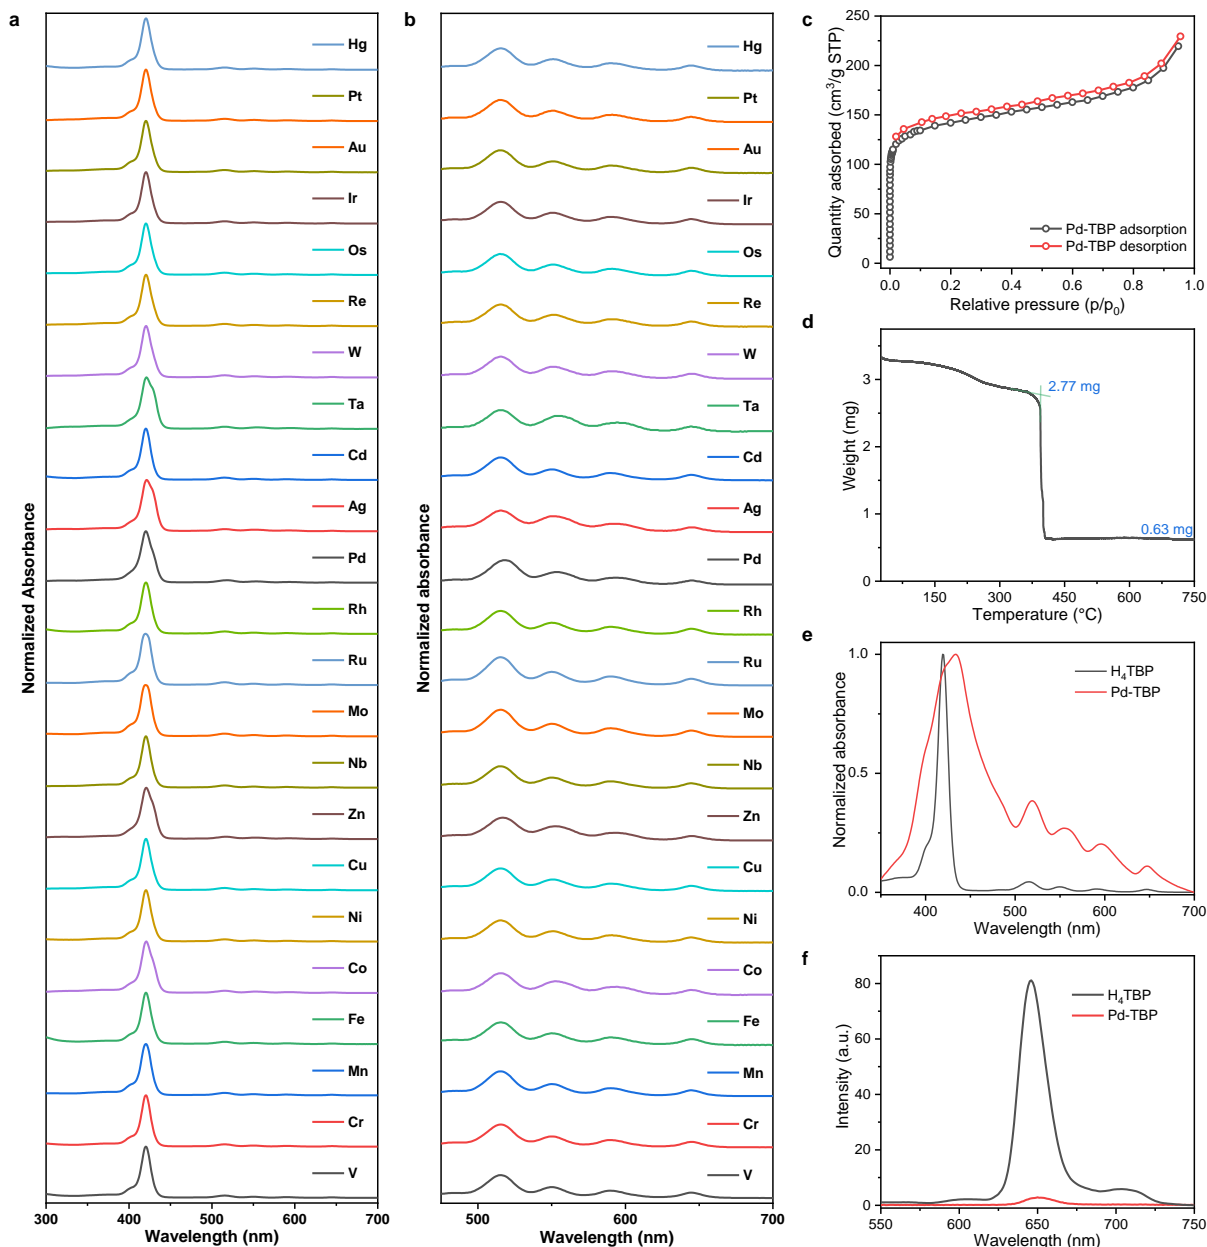 a
Normalized Absorbance
Hg
Pt
Au
Ir
Os
Re
W
Ta
Cd
Ag
Pd
Rh
Ru
Mo
Nb
Zn
Cu
Ni
Co
Fe
Mn
Cr
V
300 400 500 600 700
Wavelength (nm)
b
Normalized absorbance
Hg
Pt
Au
Ir
Os
Re
W
Ta
Cd
Ag
Pd
Rh
Ru
Mo
Nb
Zn
Cu
Ni
Co
Fe
Mn
Cr
V
500 600 700
Wavelength (nm)
c
Quantity adsorbed (cm³/g STP)
250
200
150
100
50
0
Pd-TBP adsorption
Pd-TBP desorption
0.0 0.2 0.4 0.6 0.8 1.0
Relative pressure (p/p₀)
d
Weight (mg)
3
2
1
0
2.77 mg
0.63 mg
150 300 450 600 750
Temperature (°C)
e
Normalized absorbance
1.0
0.5
0.0
H₄TBP
Pd-TBP
400 500 600 700
Wavelength (nm)
f
Intensity (a.u.)
80
60
40
20
0
H₄TBP
Pd-TBP
550 600 650 700 750
Wavelength (nm)